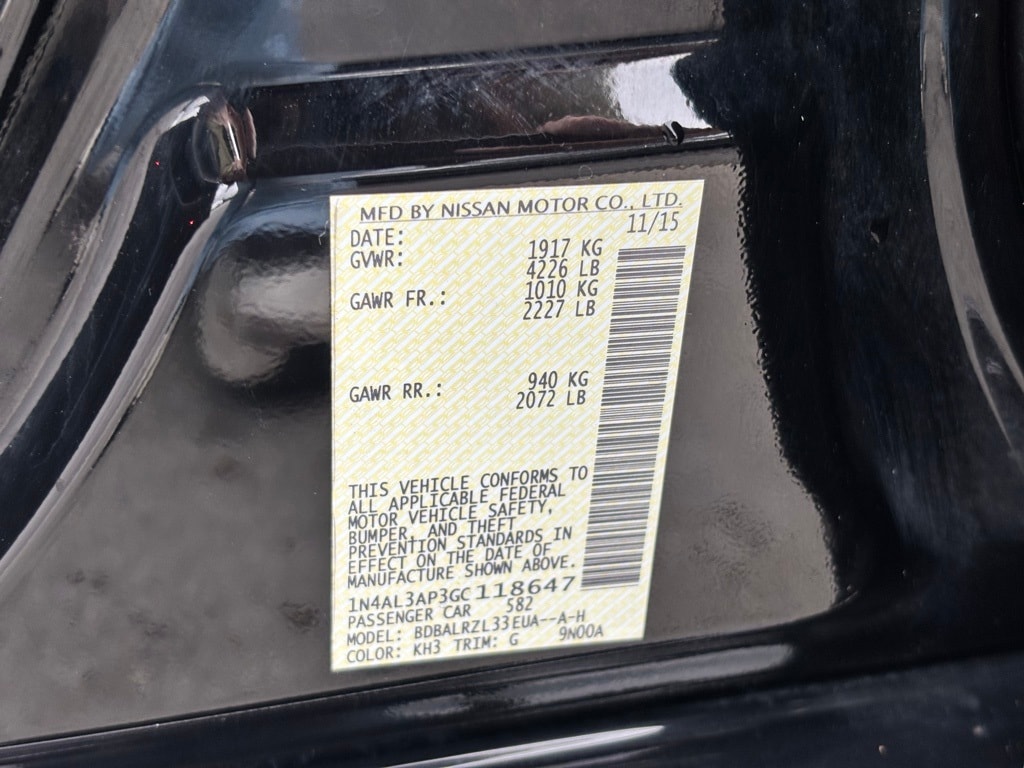 MFD BY NISSAN MOTOR CO., LTD.
DATE: 11/15
GVWR: 1917 KG
4226 LB
GAWR FR.: 1010 KG
2227 LB
GAWR RR.: 940 KG
2072 LB
THIS VEHICLE CONFORMS TO
ALL APPLICABLE FEDERAL
MOTOR VEHICLE SAFETY,
BUMPER, AND THEFT
PREVENTION STANDARDS IN
EFFECT ON THE DATE OF
MANUFACTURE SHOWN ABOVE.
1N4AL3AP3GC118647
PASSENGER CAR 582
MODEL: BDBALRZL33EUA--A-H
COLOR: KH3 TRIM: G 9N00A